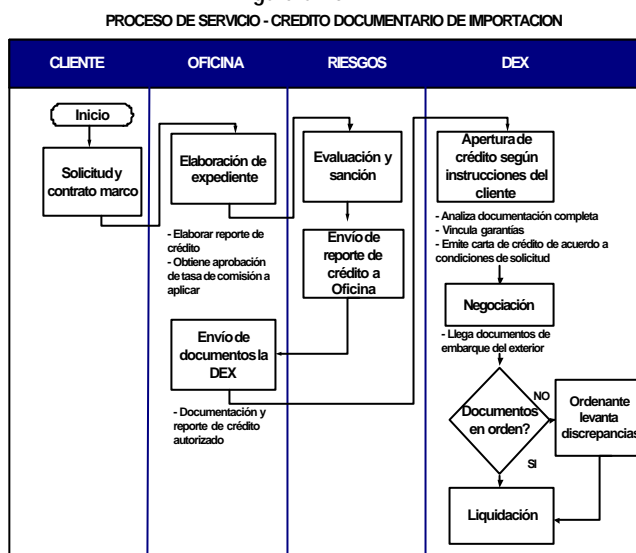 PROCESO DE SERVICIO - CREDITO DOCUMENTARIO DE IMPORTACION
CLIENTE
OFICINA
RIESGOS
DEX
Inicio
Solicitud y
contrato marco
Elaboración de
expediente
- Elaborar reporte de
crédito
- Obtiene aprobación
de tasa de comisión a
aplicar
Evaluación y
sanción
Envío de
reporte de
crédito a
Oficina
Envío de
documentos la
DEX
- Documentación y
reporte de crédito
autorizado
Apertura de
crédito según
instrucciones del
cliente
- Analiza documentación completa
- Vincula garantías
- Emite carta de crédito de acuerdo a
condiciones de solicitud
Negociación
- Llega documentos de
embarque del exterior
Documentos
en orden?
NO
Ordenante
levanta
discrepancias
SI
Liquidación